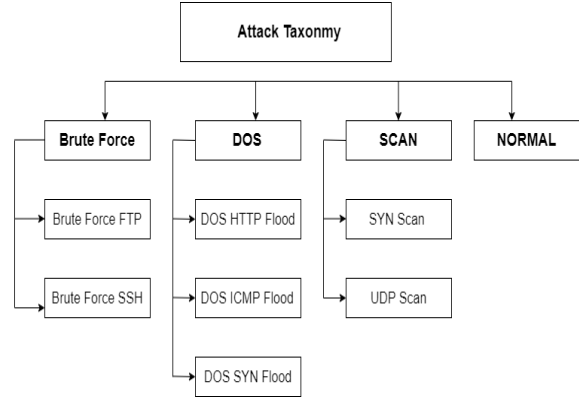 Attack Taxonmy
Brute Force
DOS
SCAN
NORMAL
Brute Force FTP
DOS HTTP Flood
SYN Scan
Brute Force SSH
DOS ICMP Flood
UDP Scan
DOS SYN Flood